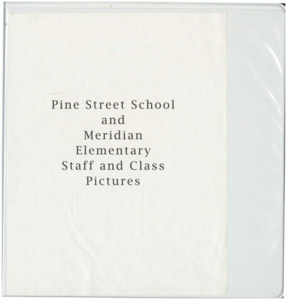 Pine Street School
and
Meridian
Elementary
Staff and Class
Pictures